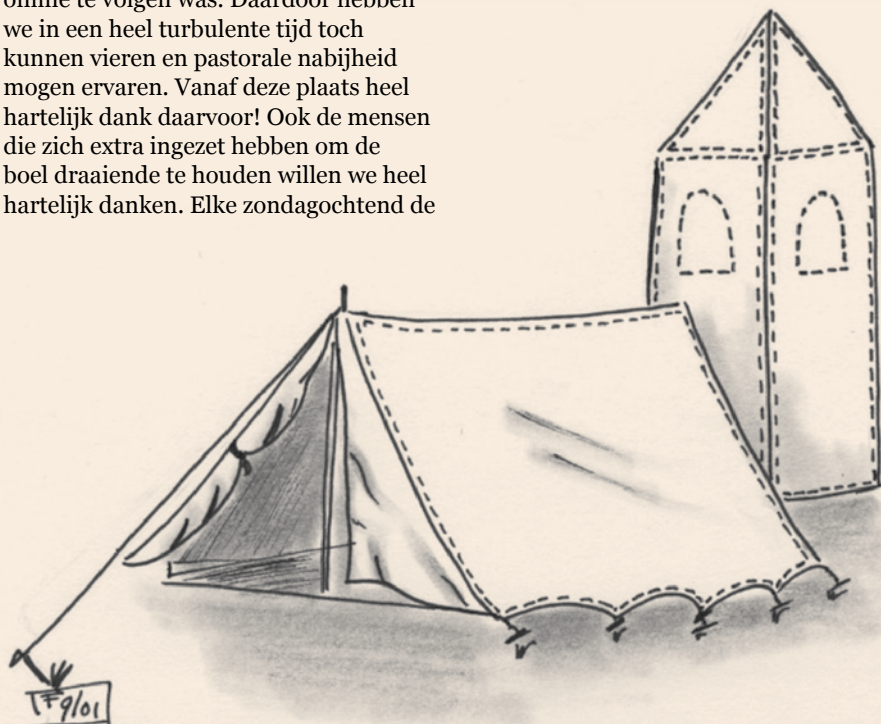 online te volgen was. Daardoor hebben
we in een heel turbulente tijd toch
kunnen vieren en pastorale nabijheid
mogen ervaren. Vanaf deze plaats heel
hartelijk dank daarvoor! Ook de mensen
die zich extra ingezet hebben om de
boel draaiende te houden willen we heel
hartelijk danken. Elke zondagochtend de
9/01